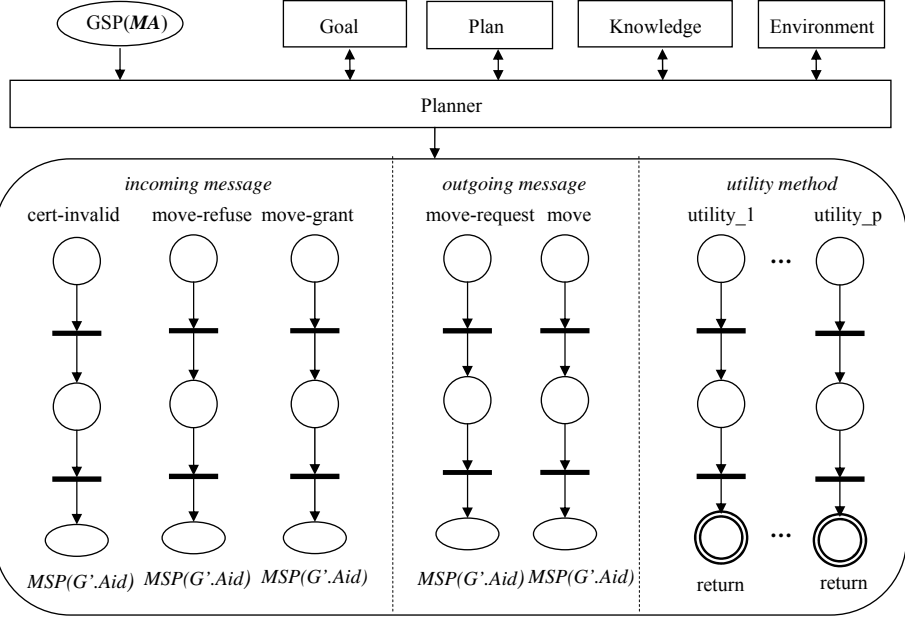 GSP(MA)
Goal
Plan
Knowledge
Environment
Planner
incoming message
outgoing message
utility method
cert-invalid
move-refuse
move-grant
move-request
move
utility_1
utility_p
...
...
MSP(G’.Aid)
MSP(G’.Aid)
MSP(G’.Aid)
MSP(G’.Aid)
MSP(G’.Aid)
return
return